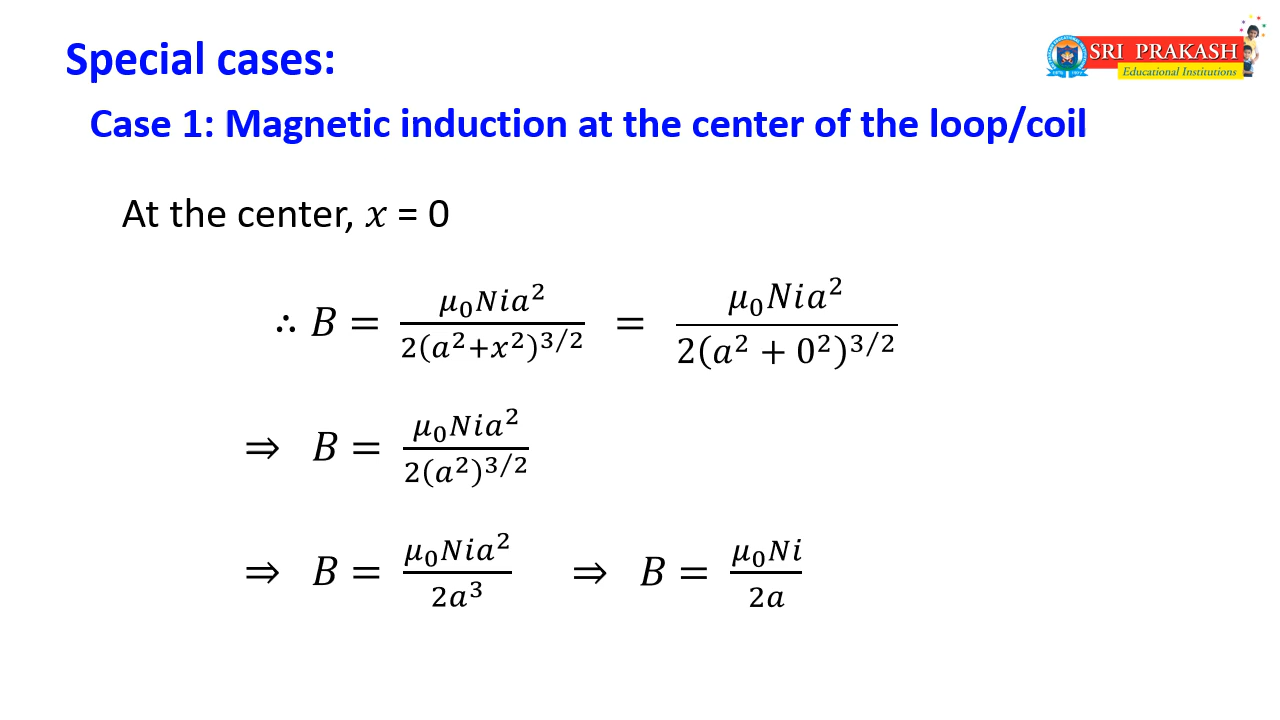 Special cases:
SRI PRAKASH
Educational Institutions
Case 1: Magnetic induction at the center of the loop/coil
At the center, 𝑥 = 0
∴ 𝐵 = 𝜇₀𝑁𝑖𝑎² / 2(𝑎²+𝑥²)^{3/2} = 𝜇₀𝑁𝑖𝑎² / 2(𝑎² + 0²)^{3/2}
⇒ 𝐵 = 𝜇₀𝑁𝑖𝑎² / 2(𝑎²)^{3/2}
⇒ 𝐵 = 𝜇₀𝑁𝑖𝑎² / 2𝑎³ ⇒ 𝐵 = 𝜇₀𝑁𝑖 / 2𝑎